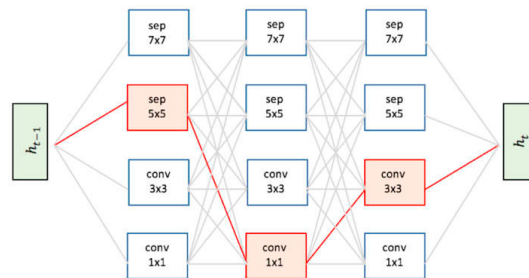 sep
7x7
sep
7x7
sep
7x7
sep
5x5
sep
5x5
sep
5x5
h_{t-1}
h_t
conv
3x3
conv
3x3
conv
3x3
conv
1x1
conv
1x1
conv
1x1